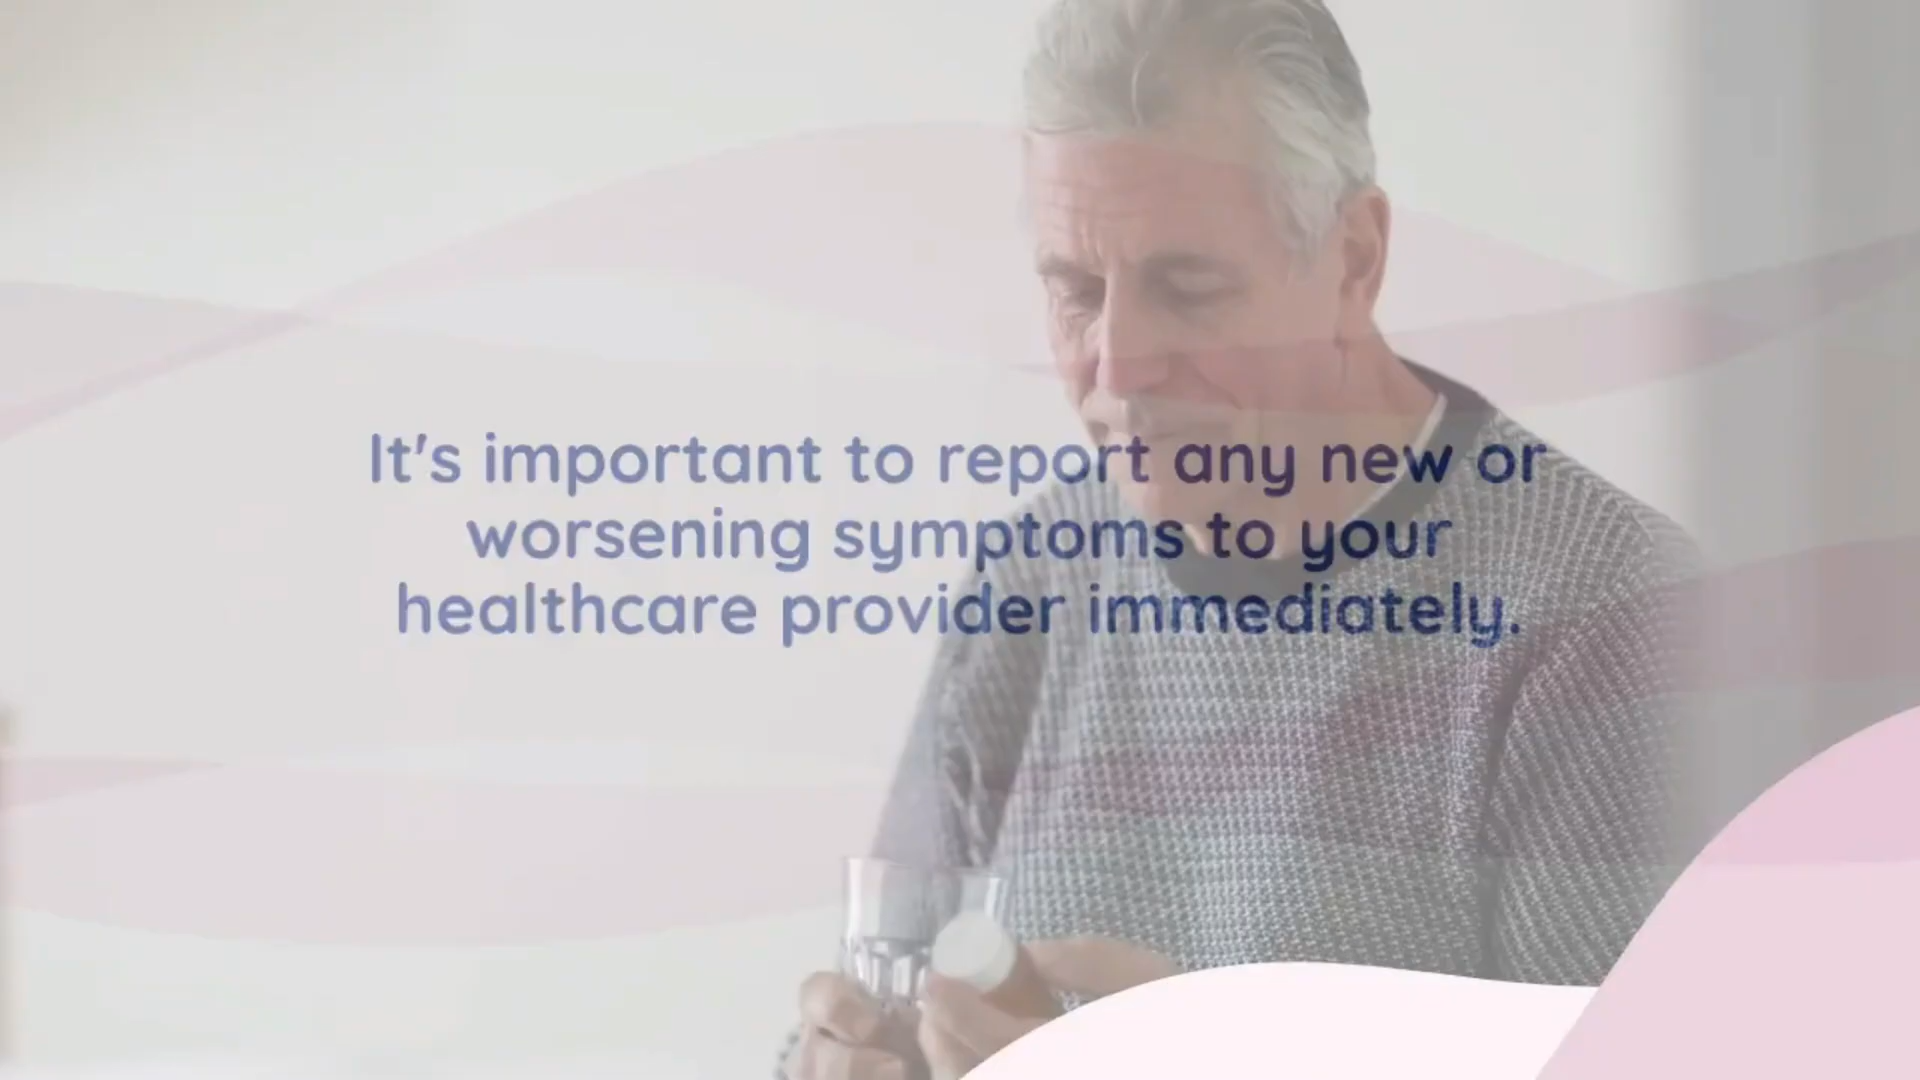 It's important to report any new or
worsening symptoms to your
healthcare provider immediately.